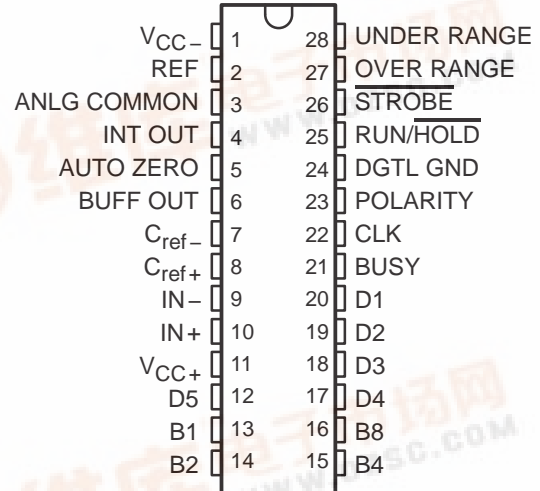 VCC− 1 28 UNDER RANGE
REF 2 27 OVER RANGE
ANLG COMMON 3 26 STROBE
INT OUT 4 25 RUN/HOLD
AUTO ZERO 5 24 DGTL GND
BUFF OUT 6 23 POLARITY
Cref− 7 22 CLK
Cref+ 8 21 BUSY
IN− 9 20 D1
IN+ 10 19 D2
VCC+ 11 18 D3
D5 12 17 D4
B1 13 16 B8
B2 14 15 B4